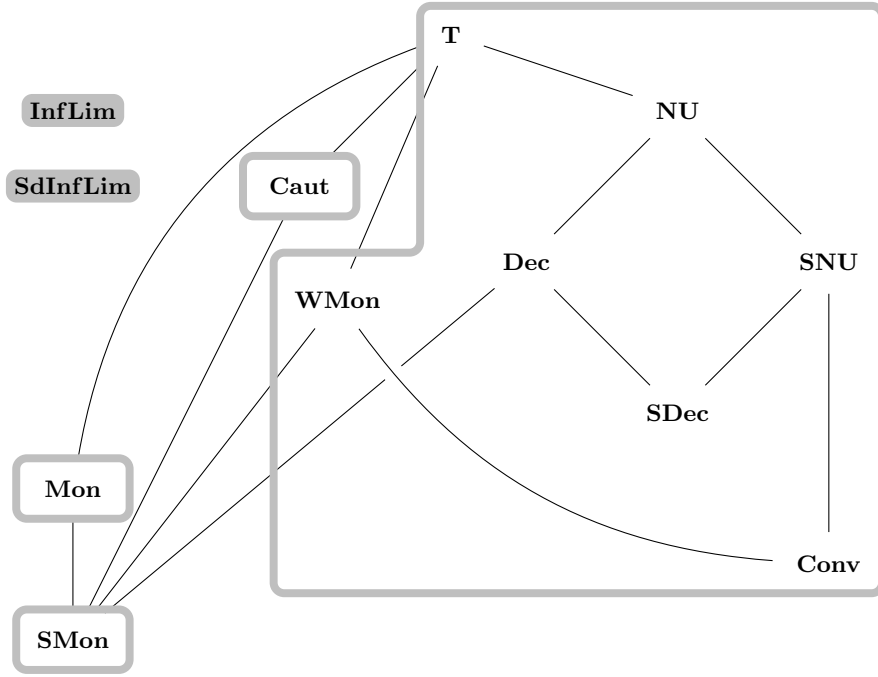 T
InfLim
NU
SdInfLim
Caut
Dec
SNU
WMon
SDec
Mon
Conv
SMon